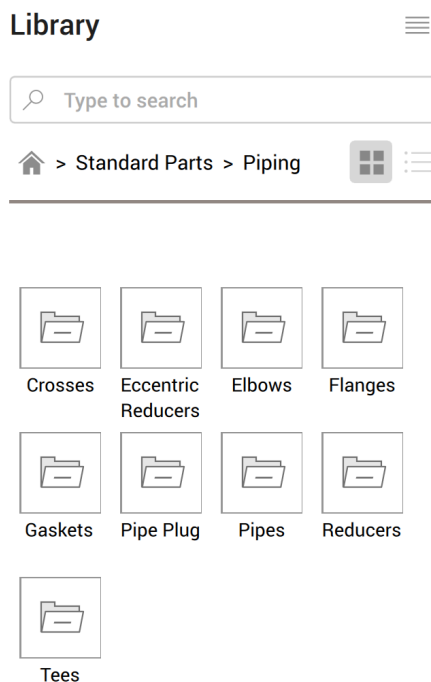 Library
Type to search
> Standard Parts > Piping
Crosses Eccentric Reducers Elbows Flanges
Gaskets Pipe Plug Pipes Reducers
Tees